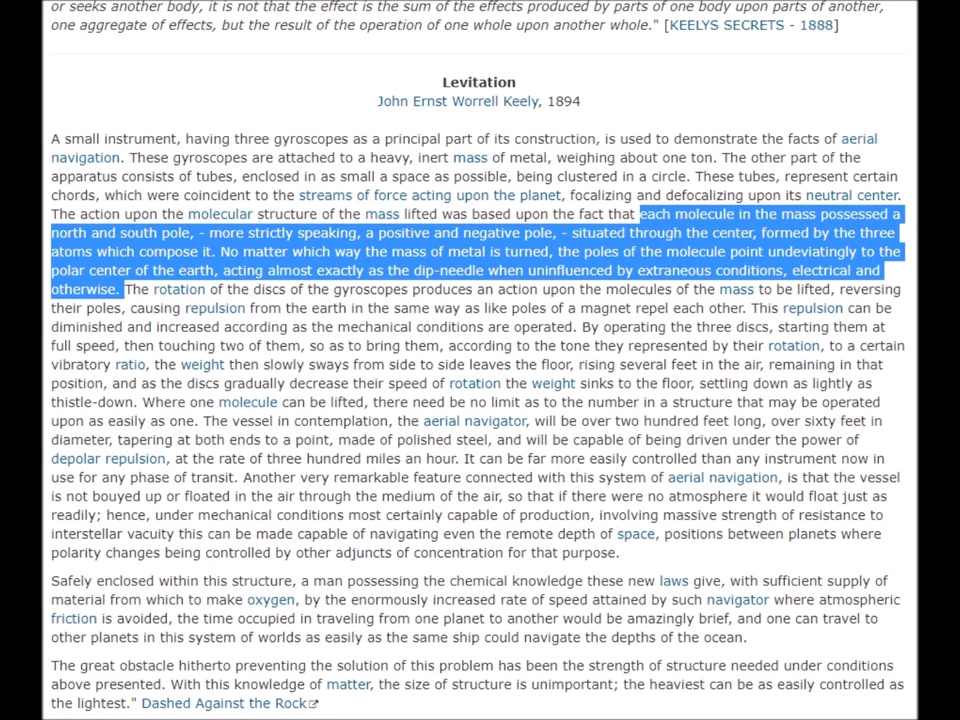 or seeks another body, it is not that the effect is the sum of the effects produced by parts of one body upon parts of another,
one aggregate of effects, but the result of the operation of one whole upon another whole." [KEELYS SECRETS - 1888]
Levitation
John Ernst Worrell Keely, 1894
A small instrument, having three gyroscopes as a principal part of its construction, is used to demonstrate the facts of aerial
navigation. These gyroscopes are attached to a heavy, inert mass of metal, weighing about one ton. The other part of the
apparatus consists of tubes, enclosed in as small a space as possible, being clustered in a circle. These tubes, represent certain
chords, which were coincident to the streams of force acting upon the planet, focalizing and defocalizing upon its neutral center.
The action upon the molecular structure of the mass lifted was based upon the fact that each molecule in the mass possessed a
north and south pole, - more strictly speaking, a positive and negative pole, - situated through the center, formed by the three
atoms which compose it. No matter which way the mass of metal is turned, the poles of the molecule point undeviatingly to the
polar center of the earth, acting almost exactly as the dip-needle when uninfluenced by extraneous conditions, electrical and
otherwise. The rotation of the discs of the gyroscopes produces an action upon the molecules of the mass to be lifted, reversing
their poles, causing repulsion from the earth in the same way as like poles of a magnet repel each other. This repulsion can be
diminished and increased according as the mechanical conditions are operated. By operating the three discs, starting them at
full speed, then touching two of them, so as to bring them, according to the tone they represented by their rotation, to a certain
vibratory ratio, the weight then slowly sways from side to side leaves the floor, rising several feet in the air, remaining in that
position, and as the discs gradually decrease their speed of rotation the weight sinks to the floor, settling down as lightly as
thistle-down. Where one molecule can be lifted, there need be no limit as to the number in a structure that may be operated
upon as easily as one. The vessel in contemplation, the aerial navigator, will be over two hundred feet long, over sixty feet in
diameter, tapering at both ends to a point, made of polished steel, and will be capable of being driven under the power of
depolar repulsion, at the rate of three hundred miles an hour. It can be far more easily controlled than any instrument now in
use for any phase of transit. Another very remarkable feature connected with this system of aerial navigation, is that the vessel
is not bouyed up or floated in the air through the medium of the air, so that if there were no atmosphere it would float just as
readily; hence, under mechanical conditions most certainly capable of production, involving massive strength of resistance to
interstellar vacuity this can be made capable of navigating even the remote depth of space, positions between planets where
polarity changes being controlled by other adjuncts of concentration for that purpose.
Safely enclosed within this structure, a man possessing the chemical knowledge these new laws give, with sufficient supply of
material from which to make oxygen, by the enormously increased rate of speed attained by such navigator where atmospheric
friction is avoided, the time occupied in traveling from one planet to another would be amazingly brief, and one can travel to
other planets in this system of worlds as easily as the same ship could navigate the depths of the ocean.
The great obstacle hitherto preventing the solution of this problem has been the strength of structure needed under conditions
above presented. With this knowledge of matter, the size of structure is unimportant; the heaviest can be as easily controlled as
the lightest." Dashed Against the Rock